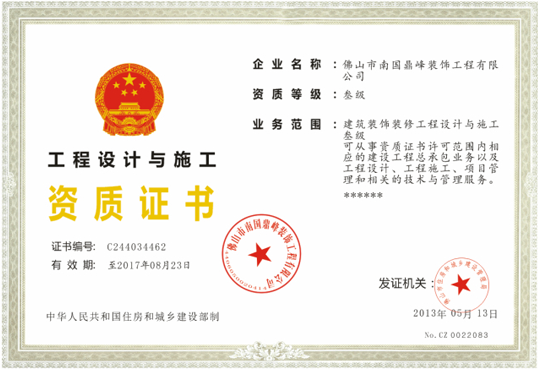 企业名称：佛山市南国鼎峰装饰工程有限
公司
资质等级：叁级
业务范围：建筑装饰装修工程设计与施工
叁级
可从事资质证书许可范围内相
应的建设工程总承包业务以及
工程设计、工程施工、项目管
理和相关的技术与管理服务。
******
工程设计与施工
资质证书
证书编号：C244034462
有效期：至2017年08月23日
佛山市南国鼎峰装饰工程有限公司
发证机关：
2013年05月13日
中华人民共和国住房和城乡建设部制
No.CZ 0022083